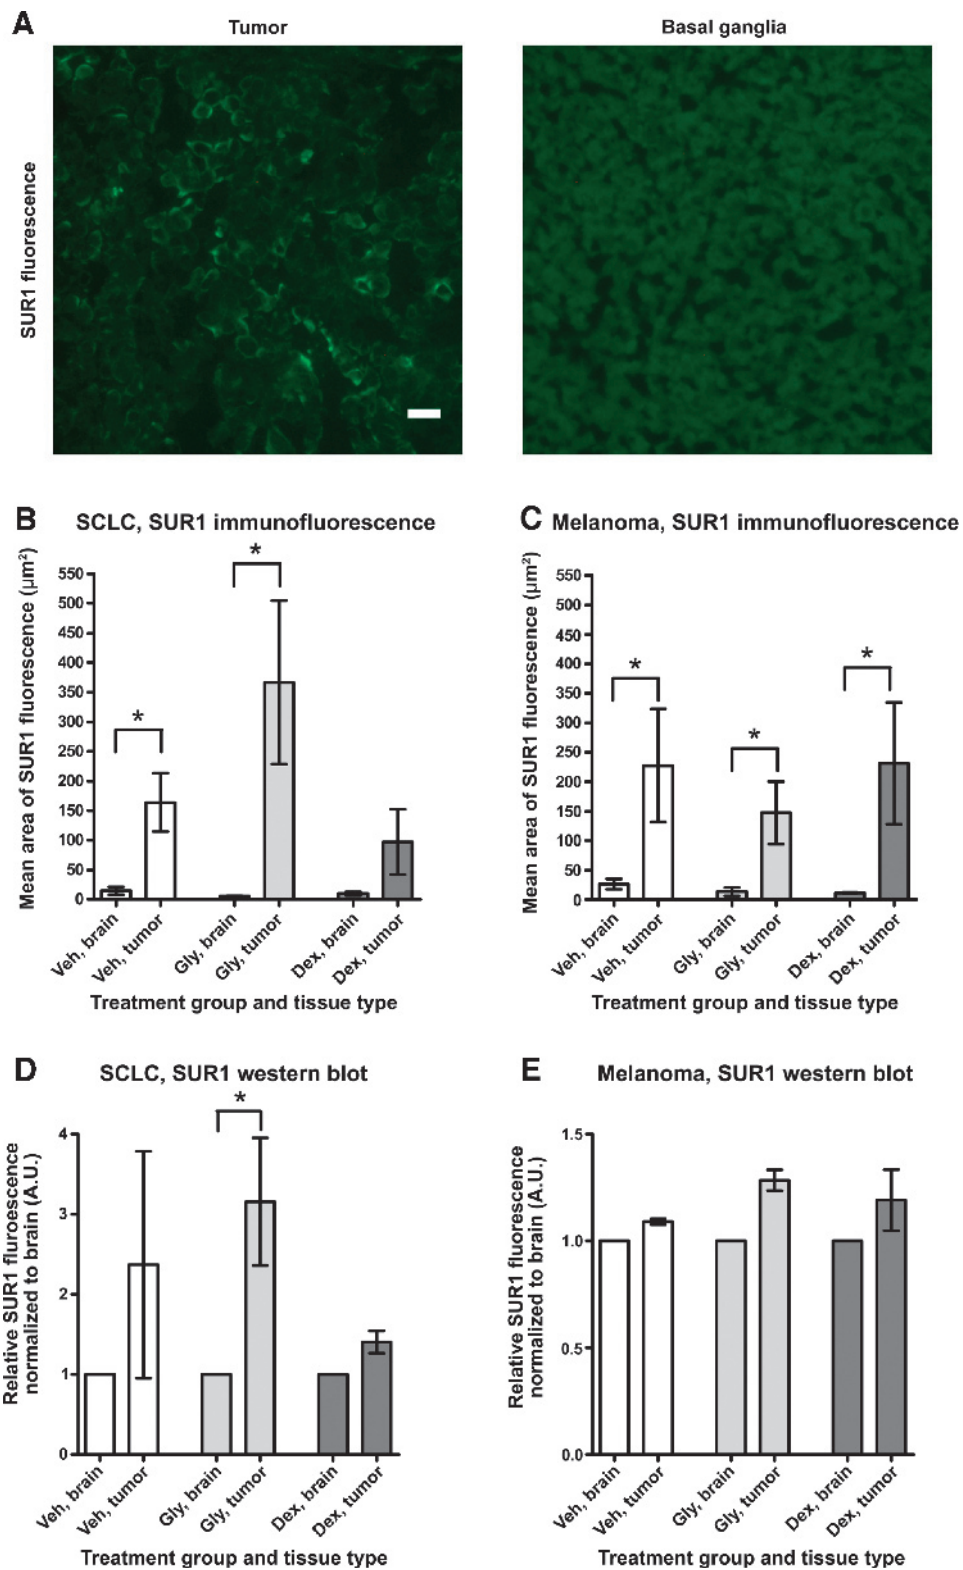 A
Tumor
Basal ganglia
SUR1 fluorescence
B SCLC, SUR1 immunofluorescence
Mean area of SUR1 fluorescence (μm²)
550
500
450
400
350
300
250
200
150
100
50
0
*
*
Veh, brain
Veh, tumor
Gly, brain
Gly, tumor
Dex, brain
Dex, tumor
Treatment group and tissue type
C Melanoma, SUR1 immunofluorescence
Mean area of SUR1 fluorescence (μm²)
550
500
450
400
350
300
250
200
150
100
50
0
*
*
*
Veh, brain
Veh, tumor
Gly, brain
Gly, tumor
Dex, brain
Dex, tumor
Treatment group and tissue type
D SCLC, SUR1 western blot
Relative SUR1 fluroescence
normalized to brain (A.U.)
4
3
2
1
0
*
Veh, brain
Veh, tumor
Gly, brain
Gly, tumor
Dex, brain
Dex, tumor
Treatment group and tissue type
E Melanoma, SUR1 western blot
Relative SUR1 fluorescence
normalized to brain (A.U.)
1.5
1.0
0.5
0.0
Veh, brain
Veh, tumor
Gly, brain
Gly, tumor
Dex, brain
Dex, tumor
Treatment group and tissue type